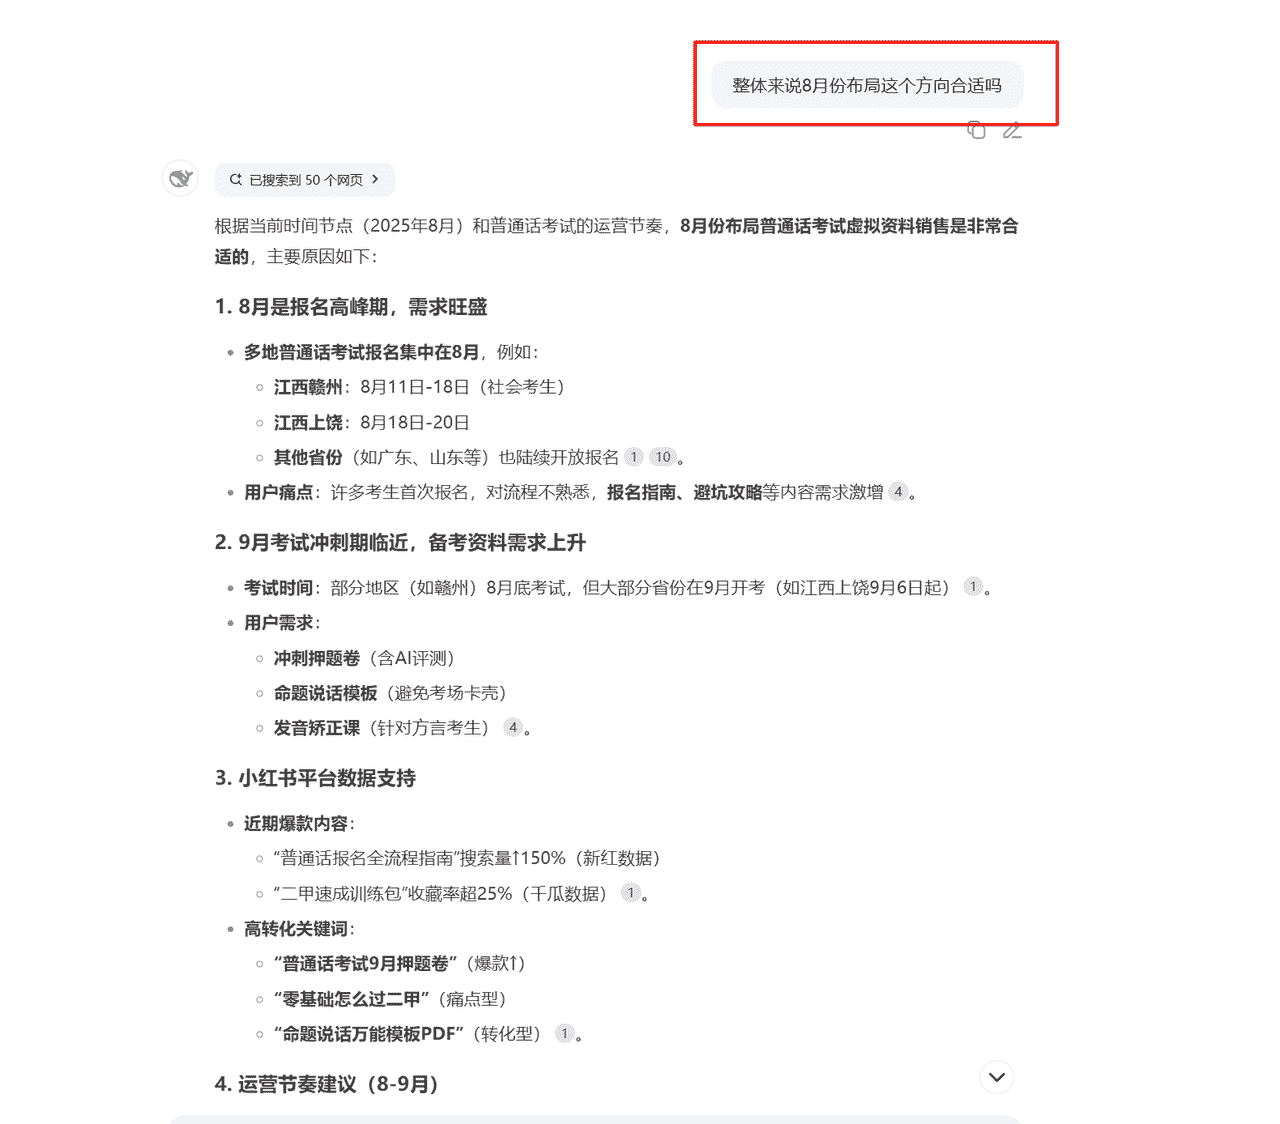 整体来说8月份布局这个方向合适吗
已搜索到 50 个网页
根据当前时间节点（2025年8月）和普通话考试的运营节奏，8月份布局普通话考试虚拟资料销售是非常合
适的，主要原因如下：
1. 8月是报名高峰期，需求旺盛
多地普通话考试报名集中在8月，例如：
江西赣州：8月11日-18日（社会考生）
江西上饶：8月18日-20日
其他省份（如广东、山东等）也陆续开放报名 1 10 。
用户痛点：许多考生首次报名，对流程不熟悉，报名指南、避坑攻略等内容需求激增 4 。
2. 9月考试冲刺期临近，备考资料需求上升
考试时间：部分地区（如赣州）8月底考试，但大部分省份在9月开考（如江西上饶9月6日起） 1 。
用户需求：
冲刺押题卷（含AI评测）
命题说话模板（避免考场卡壳）
发音矫正课（针对方言考生） 4 。
3. 小红书平台数据支持
近期爆款内容：
“普通话报名全流程指南”搜索量↑150%（新红数据）
“二甲速成训练包”收藏率超25%（千瓜数据） 1 。
高转化关键词：
“普通话考试9月押题卷”（爆款↑）
“零基础怎么过二甲”（痛点型）
“命题说话万能模板PDF”（转化型） 1 。
4. 运营节奏建议（8-9月）